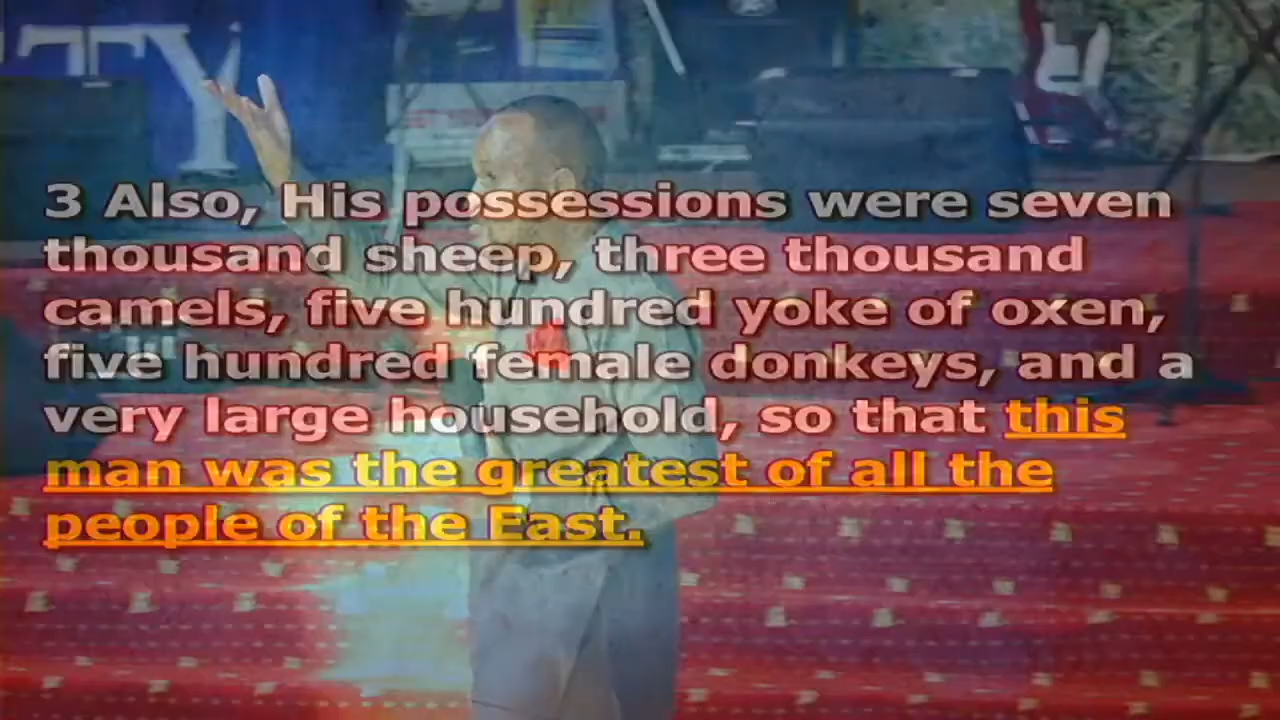 TY
3 Also, His possessions were seven
thousand sheep, three thousand
camels, five hundred yoke of oxen,
five hundred female donkeys, and a
very large household, so that this
man was the greatest of all the
people of the East.